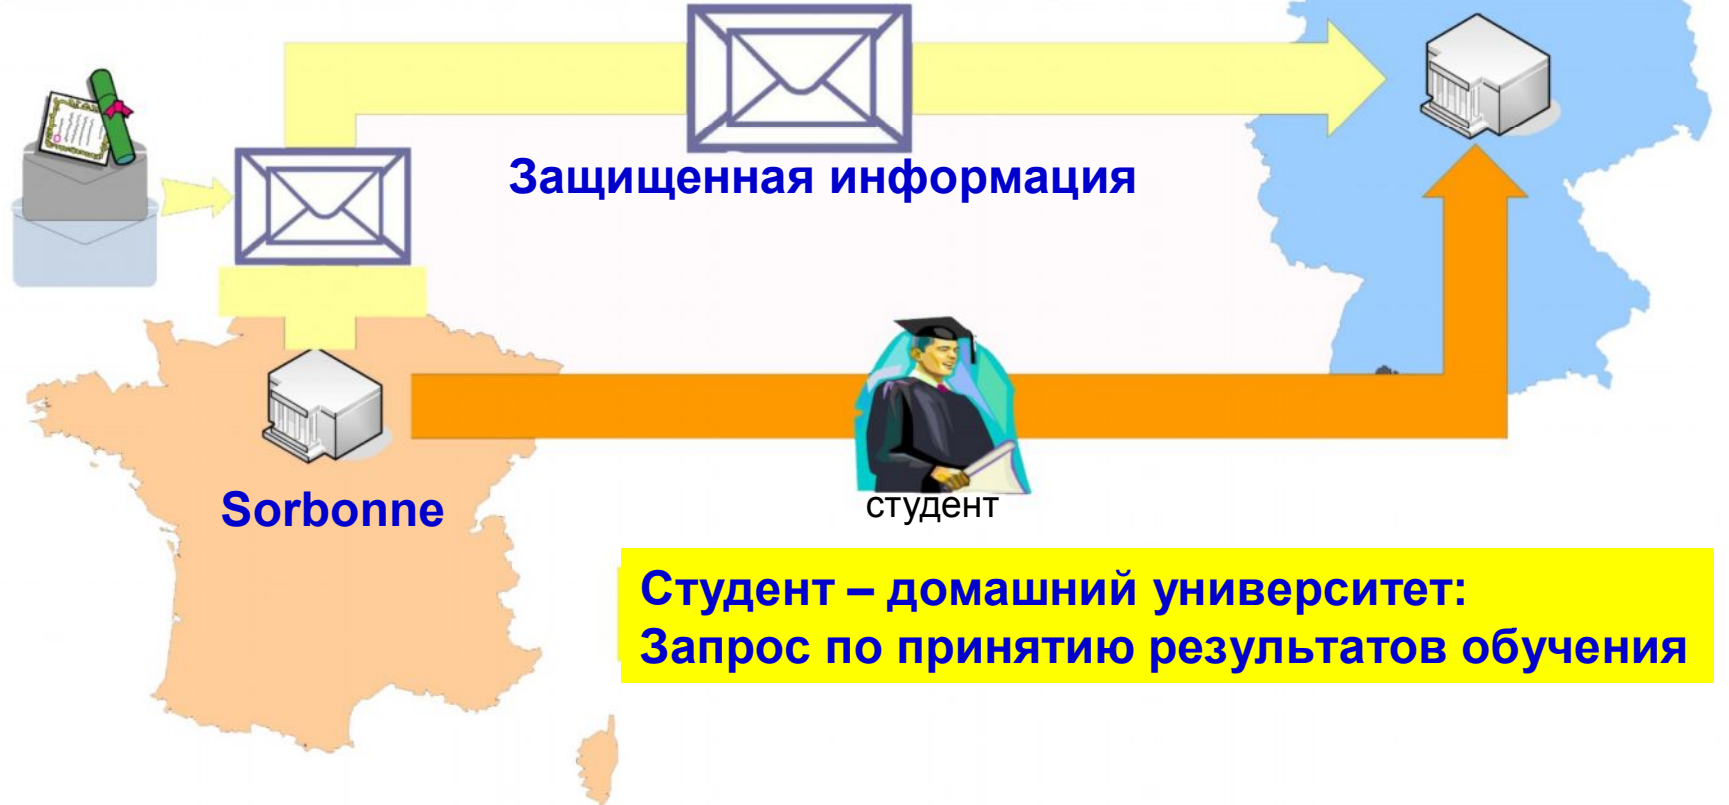 Защищенная информация
Sorbonne
студент
Студент – домашний университет:
Запрос по принятию результатов обучения